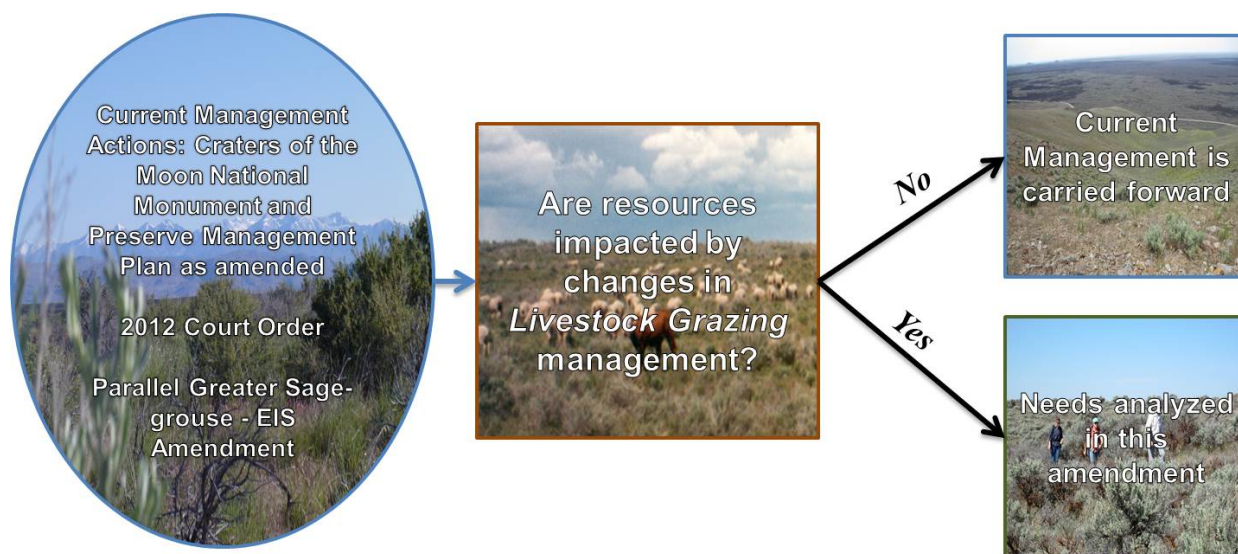 Current Management
Actions: Craters of the
Moon National
Monument and
Preserve Management
Plan as amended
2012 Court Order
Parallel Greater Sage-
grouse - EIS
Amendment
Are resources
impacted by
changes in
Livestock Grazing
management?
No
Yes
Current
Management is
carried forward
Needs analyzed
in this
amendment